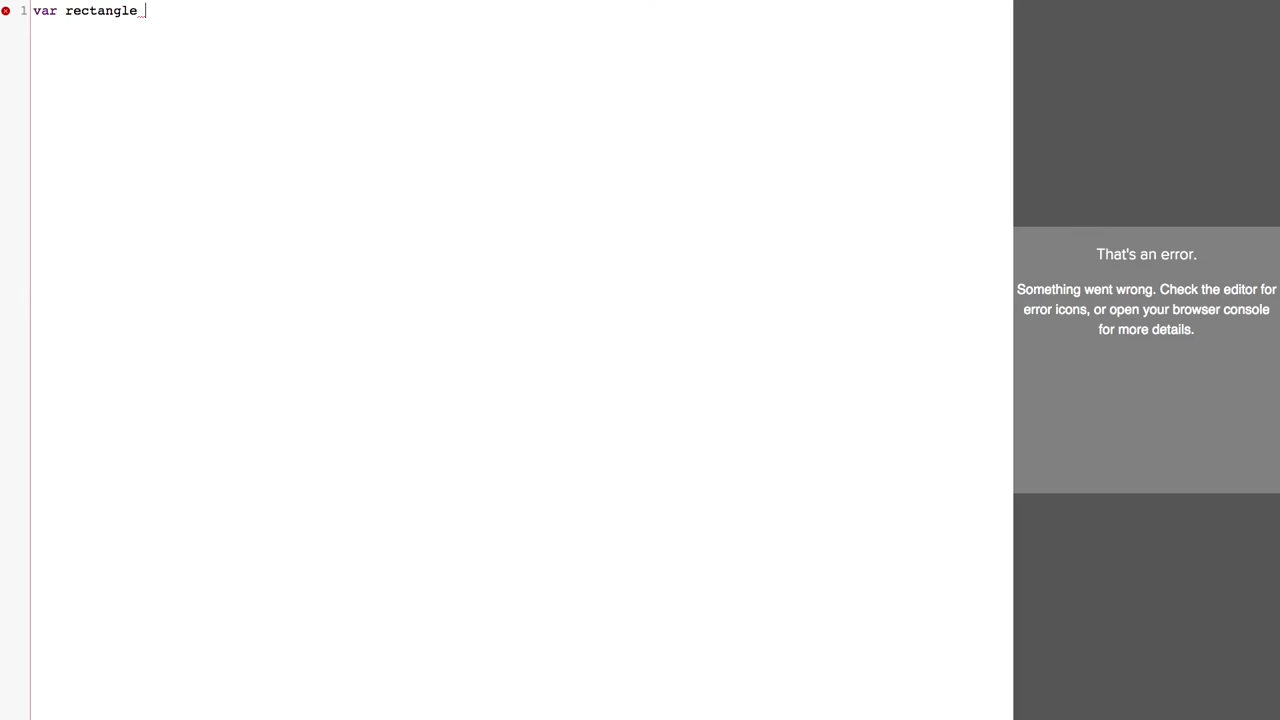 1 var rectangle
That's an error.
Something went wrong. Check the editor for
error icons, or open your browser console
for more details.